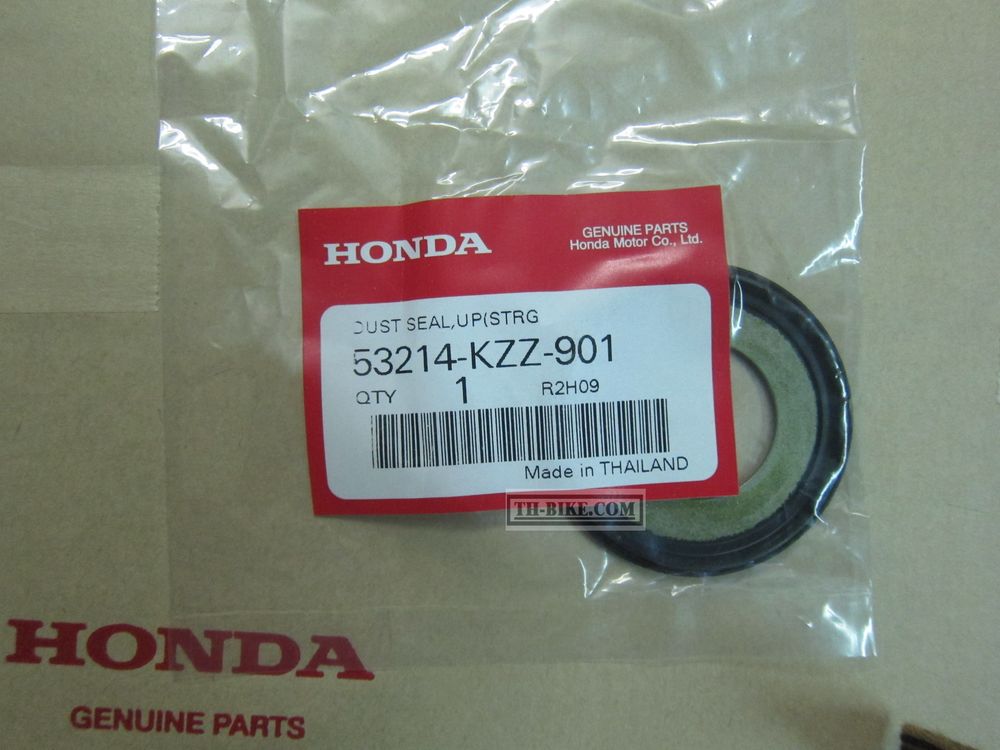 HONDA
GENUINE PARTS
Honda Motor Co., Ltd.
DUST SEAL,UP(STRG
53214-KZZ-901
QTY 1 R2H09
Made in THAILAND
TH-BIKE.COM
HONDA
GENUINE PARTS